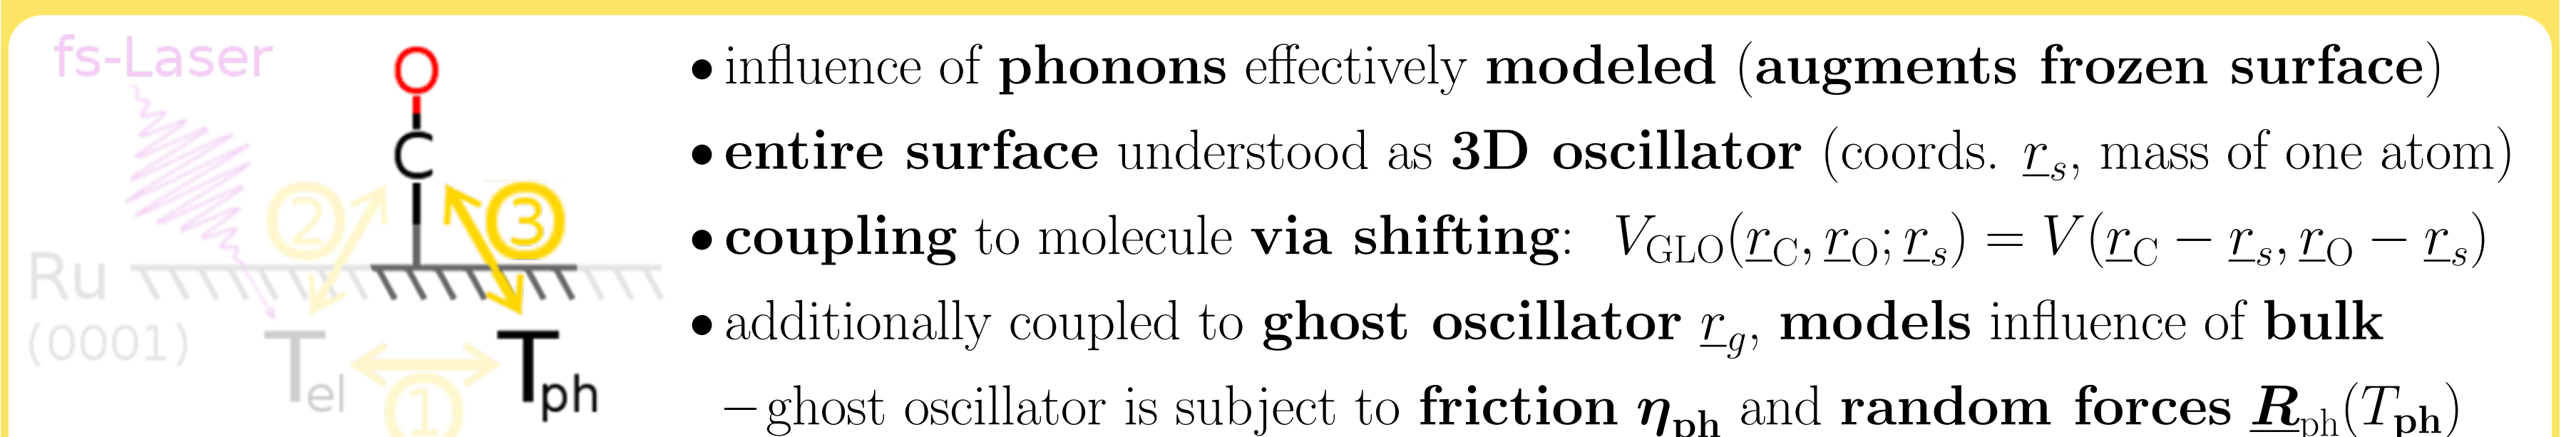 fs-Laser
O
C
② ③
Ru
(0001)
T_el ① T_ph
• influence of phonons effectively modeled (augments frozen surface)
• entire surface understood as 3D oscillator (coords. r_s, mass of one atom)
• coupling to molecule via shifting: V_GLO(r_C, r_O; r_s) = V(r_C − r_s, r_O − r_s)
• additionally coupled to ghost oscillator r_g, models influence of bulk
– ghost oscillator is subject to friction η_ph and random forces R_ph(T_ph)